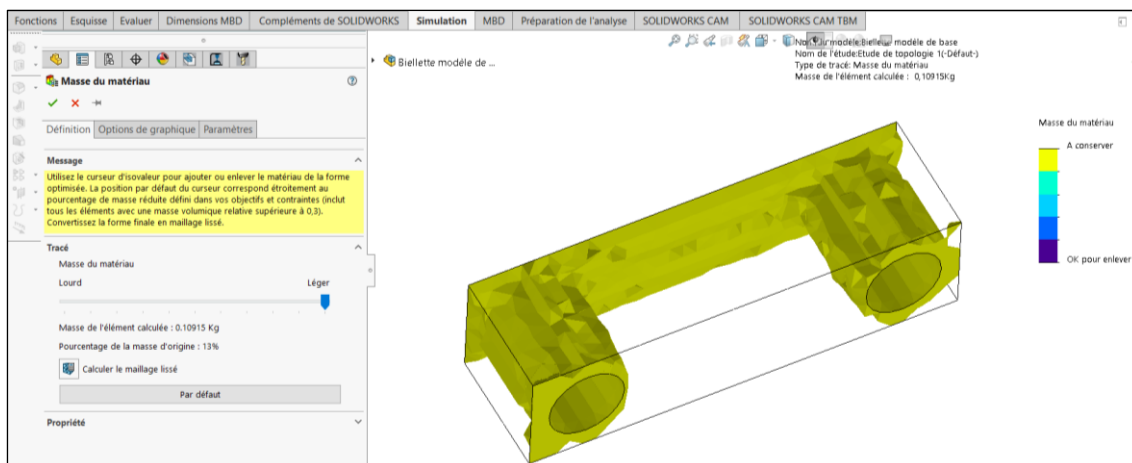 Fonctions Esquisse Evaluer Dimensions MBD Compléments de SOLIDWORKS Simulation MBD Préparation de l'analyse SOLIDWORKS CAM SOLIDWORKS CAM TBM
Masse du matériau
Définition Options de graphique Paramètres
Message
Utilisez le curseur d'isovaleur pour ajouter ou enlever le matériau de la forme
optimisée. La position par défaut du curseur correspond étroitement au
pourcentage de masse réduite défini dans vos objectifs et contraintes (inclut
tous les éléments avec une masse volumique relative supérieure à 0,3).
Convertissez la forme finale en maillage lissé.
Tracé
Masse du matériau
Lourd Léger
Masse de l'élément calculée : 0.10915 Kg
Pourcentage de la masse d'origine : 13%
Calculer le maillage lissé
Par défaut
Propriété
Biellette modéle de ...
modèle de base
Nom de l'étude:Etude de topologie 1(-Défaut-)
Type de tracé: Masse du matériau
Masse de l'élément calculée : 0,10915Kg
Masse du matériau
A conserver
OK pour enlever